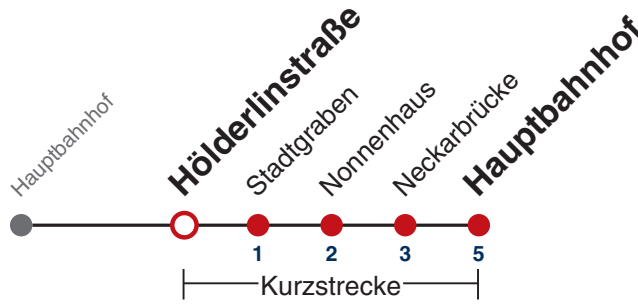 Hauptbahnhof
Hölderlinstraße
Stadtgraben
Nonnenhaus
Neckarbrücke
Hauptbahnhof
1 2 3 5
Kurzstrecke